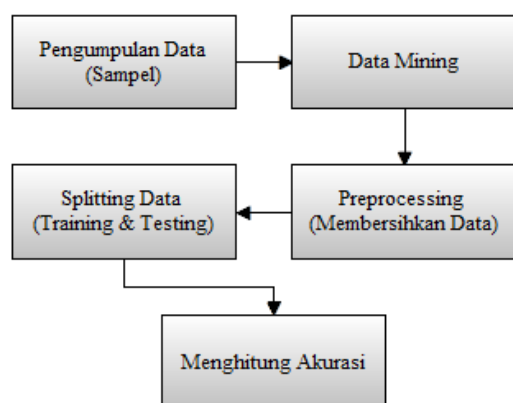 Pengumpulan Data
(Sampel)
Data Mining
Preprocessing
(Membersihkan Data)
Splitting Data
(Training & Testing)
Menghitung Akurasi